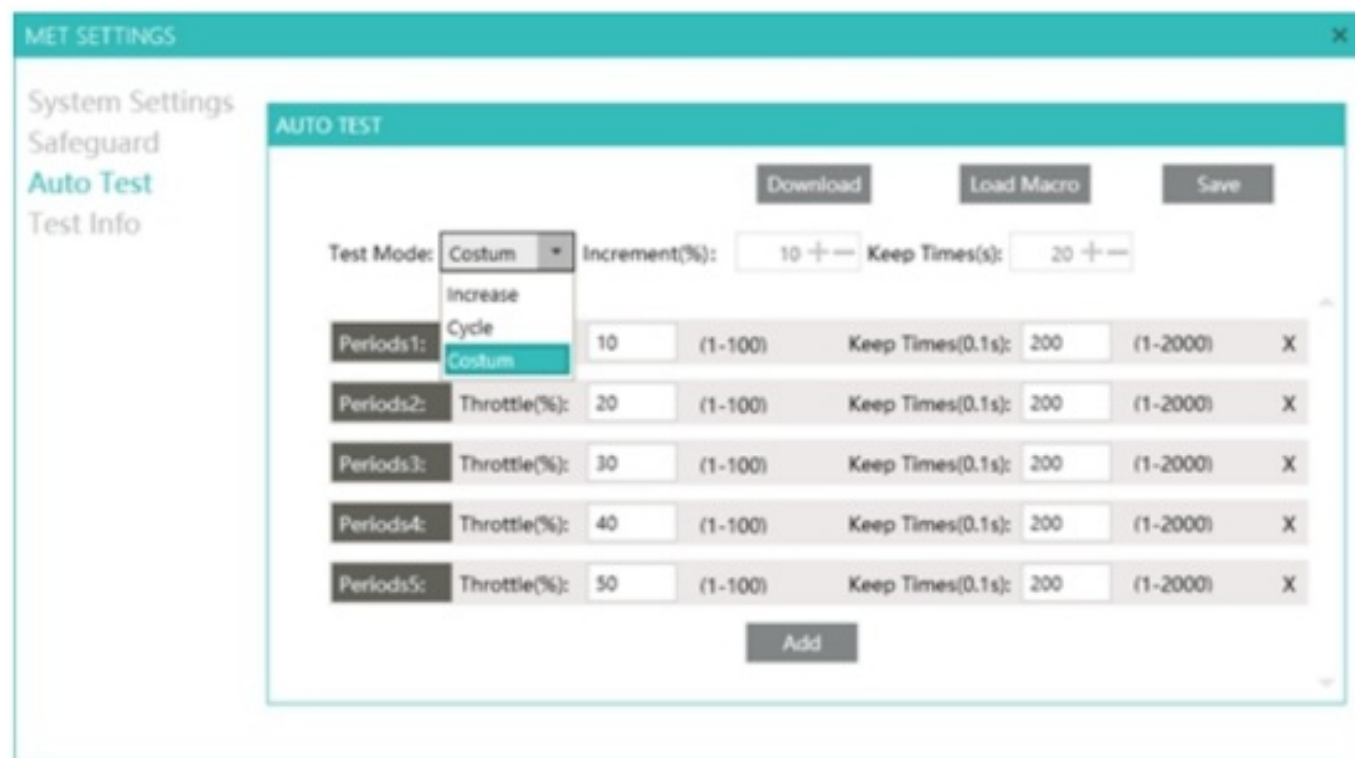 MET SETTINGS ×
System Settings
Safeguard
Auto Test
Test Info
AUTO TEST
Download Load Macro Save
Test Mode: Costum Increment(%): 10 +− Keep Times(s): 20 +−
Increase
Cycle
Costum
Periods1: 10 (1-100) Keep Times(0.1s): 200 (1-2000) X
Periods2: Throttle(%): 20 (1-100) Keep Times(0.1s): 200 (1-2000) X
Periods3: Throttle(%): 30 (1-100) Keep Times(0.1s): 200 (1-2000) X
Periods4: Throttle(%): 40 (1-100) Keep Times(0.1s): 200 (1-2000) X
Periods5: Throttle(%): 50 (1-100) Keep Times(0.1s): 200 (1-2000) X
Add